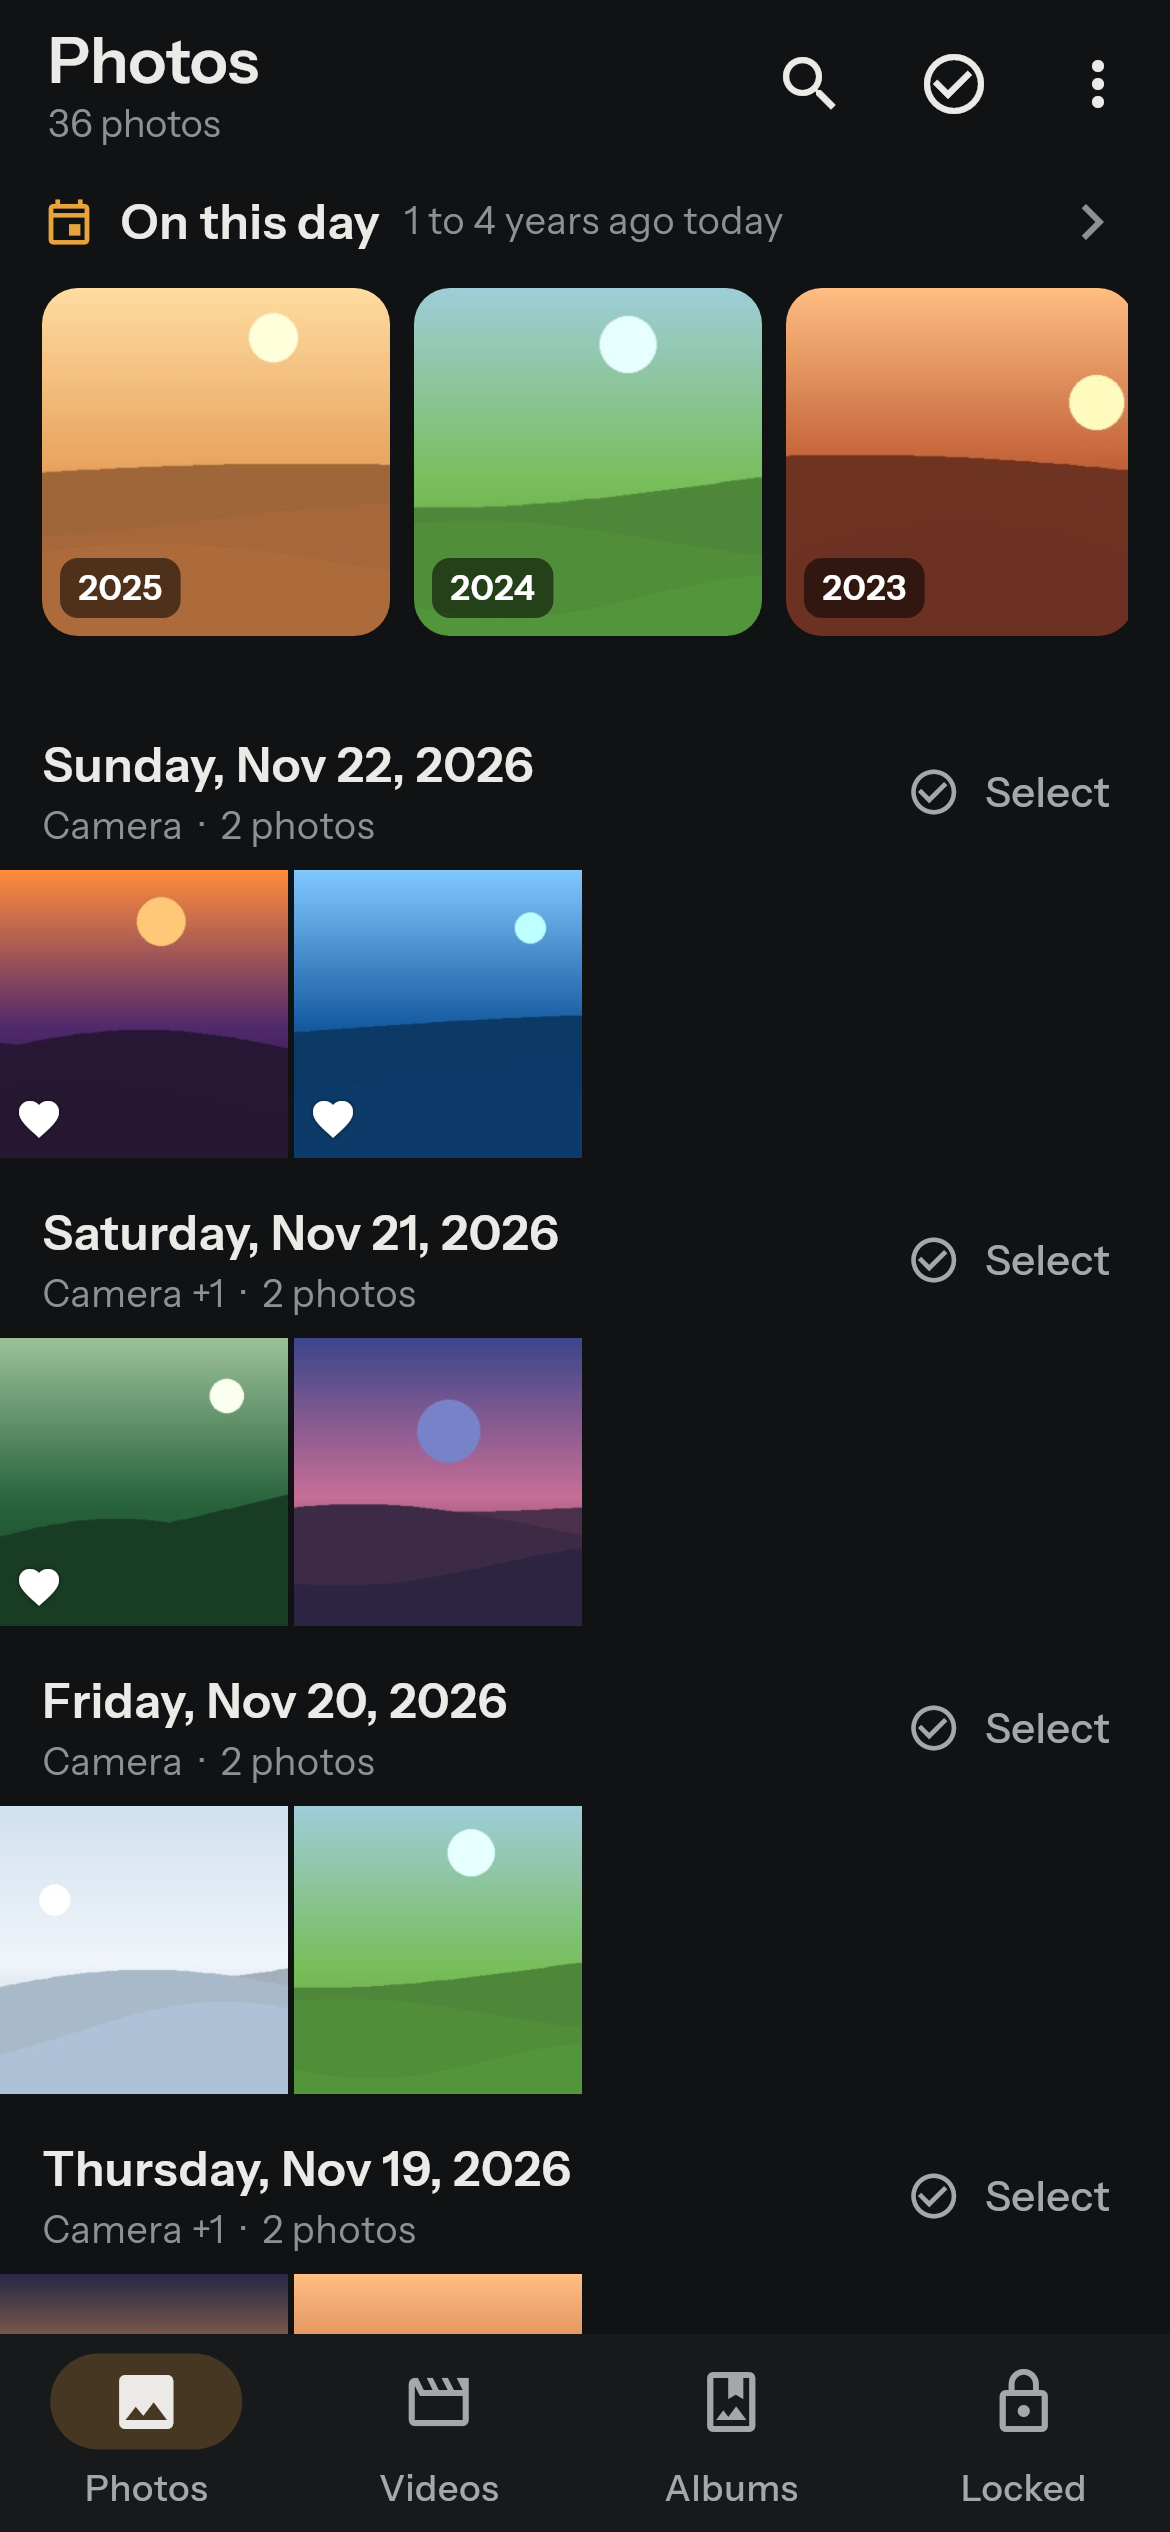 Photos
36 photos
On this day 1 to 4 years ago today
2025
2024
2023
Sunday, Nov 22, 2026
Camera · 2 photos
Select
Saturday, Nov 21, 2026
Camera +1 · 2 photos
Select
Friday, Nov 20, 2026
Camera · 2 photos
Select
Thursday, Nov 19, 2026
Camera +1 · 2 photos
Select
Photos
Videos
Albums
Locked